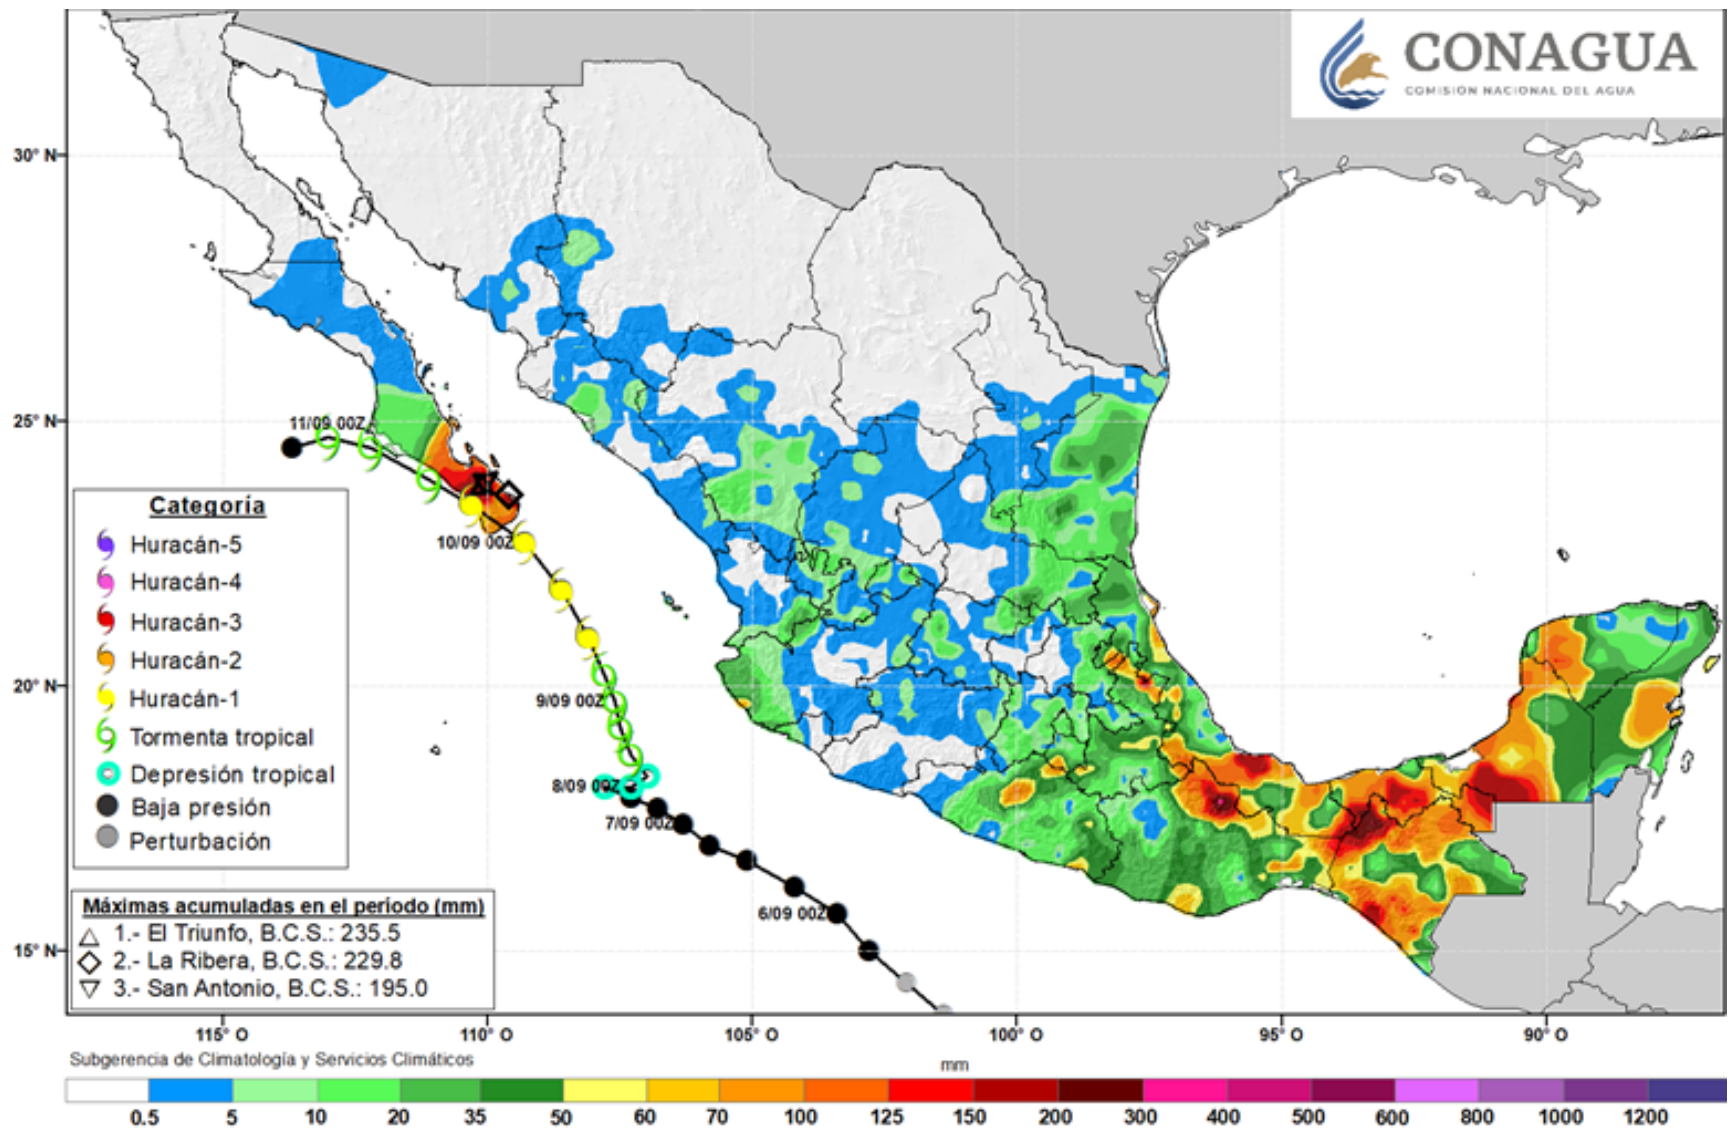 CONAGUA
COMISIÓN NACIONAL DEL AGUA
30° N
25° N
20° N
15° N
11/09 00Z
10/09 00Z
9/09 00Z
8/09 00Z
7/09 00Z
6/09 00Z
Categoría
Huracán-5
Huracán-4
Huracán-3
Huracán-2
Huracán-1
Tormenta tropical
Depresión tropical
Baja presión
Perturbación
Máximas acumuladas en el periodo (mm)
1.- El Triunfo, B.C.S.: 235.5
2.- La Ribera, B.C.S.: 229.8
3.- San Antonio, B.C.S.: 195.0
115° O 110° O 105° O 100° O 95° O 90° O
Subgerencia de Climatología y Servicios Climáticos
mm
0.5 5 10 20 35 50 60 70 100 125 150 200 300 400 500 600 800 1000 1200